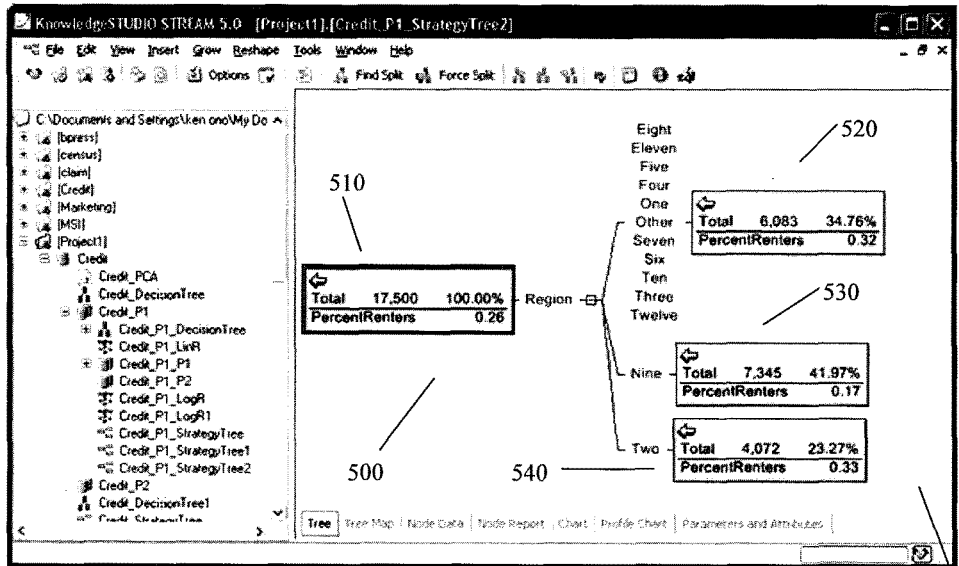 KnowledgeSTUDIO STREAM 5.0 [Project1].[Credit_P1_StrategyTree2]
File Edit View Insert Grow Reshape Tools Window Help
Options Find Split Force Split
C:\Documents and Settings\ken ono\My Do
[bpress]
[census]
[claim]
[Credit]
[Marketing]
[MSI]
[Project1]
Credit
Credit_PCA
Credit_DecisionTree
Credit_P1
Credit_P1_DecisionTree
Credit_P1_LinR
Credit_P1_P1
Credit_P1_P2
Credit_P1_LogR
Credit_P1_LogR1
Credit_P1_StrategyTree
Credit_P1_StrategyTree1
Credit_P1_StrategyTree2
Credit_P2
Credit_DecisionTree1
Credit_StrategyTree
510
Total 17,500 100.00%
PercentRenters 0.26
Region
500
Eight
Eleven
Five
Four
One
Other
Seven
Six
Ten
Three
Twelve
520
Total 6,083 34.76%
PercentRenters 0.32
530
Nine
Total 7,345 41.97%
PercentRenters 0.17
Two
Total 4,072 23.27%
PercentRenters 0.33
540
Tree Tree Map Node Data Node Report Chart Profile Chart Parameters and Attributes